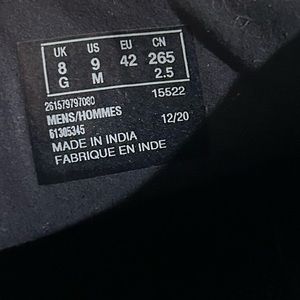 UK US EU CN
8 9 42 265
G M 2.5
261579797080 15522
MENS/HOMMES
61305345 12/20
MADE IN INDIA
FABRIQUE EN INDE